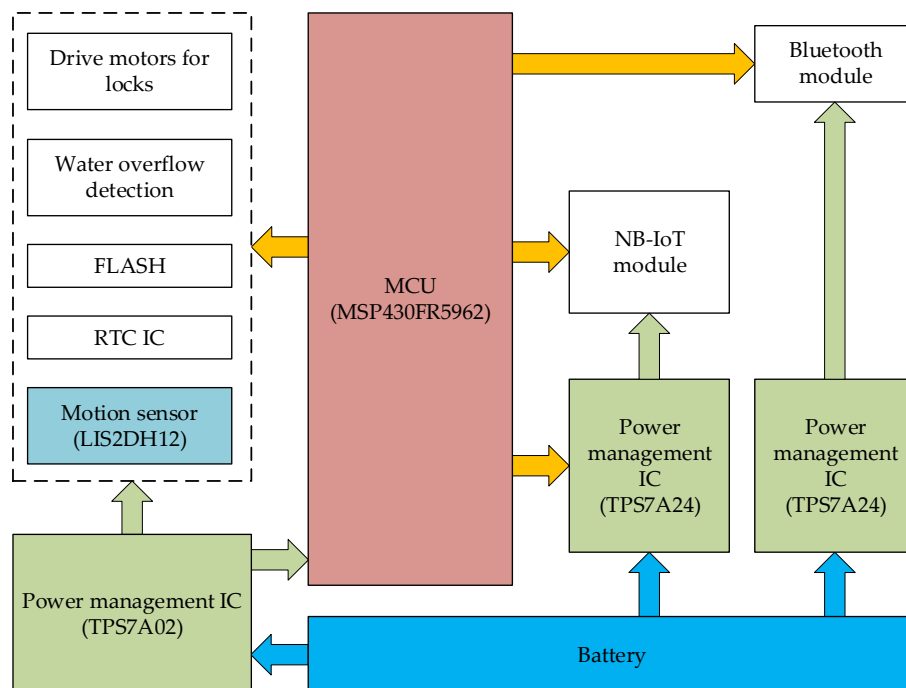 Drive motors for
locks
Water overflow
detection
FLASH
RTC IC
Motion sensor
(LIS2DH12)
Power management IC
(TPS7A02)
MCU
(MSP430FR5962)
Bluetooth
module
NB-IoT
module
Power
management
IC
(TPS7A24)
Power
management
IC
(TPS7A24)
Battery